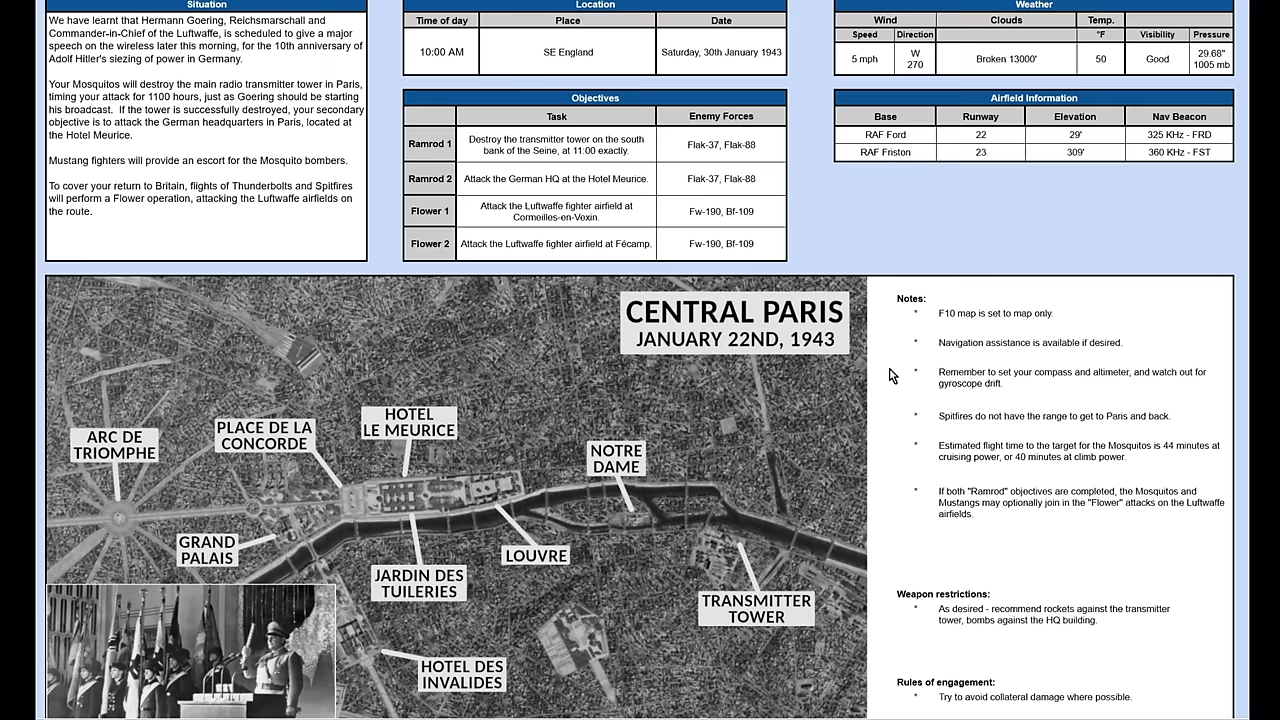 Situation
We have learnt that Hermann Goering, Reichsmarschall and
Commander-in-Chief of the Luftwaffe, is scheduled to give a major
speech on the wireless later this morning, for the 10th anniversary of
Adolf Hitler's siezing of power in Germany.
Your Mosquitos will destroy the main radio transmitter tower in Paris,
timing your attack for 1100 hours, just as Goering should be starting
his broadcast.  If the tower is successfully destroyed, your secondary
objective is to attack the German headquarters in Paris, located at
the Hotel Meurice.
Mustang fighters will provide an escort for the Mosquito bombers.
To cover your return to Britain, flights of Thunderbolts and Spitfires
will perform a Flower operation, attacking the Luftwaffe airfields on
the route.
Location
Time of day Place Date
10:00 AM SE England Saturday, 30th January 1943
Objectives
Task Enemy Forces
Ramrod 1 Destroy the transmitter tower on the south
bank of the Seine, at 11:00 exactly. Flak-37, Flak-88
Ramrod 2 Attack the German HQ at the Hotel Meurice. Flak-37, Flak-88
Flower 1 Attack the Luftwaffe fighter airfield at
Cormeilles-en-Vexin. Fw-190, Bf-109
Flower 2 Attack the Luftwaffe fighter airfield at Fécamp. Fw-190, Bf-109
Weather
Wind Clouds Temp.
Speed Direction °F Visibility Pressure
5 mph W
270 Broken 13000' 50 Good 29.68"
1005 mb
Airfield Information
Base Runway Elevation Nav Beacon
RAF Ford 22 29' 325 KHz - FRD
RAF Friston 23 309' 360 KHz - FST
CENTRAL PARIS
JANUARY 22ND, 1943
ARC DE
TRIOMPHE
PLACE DE LA
CONCORDE
HOTEL
LE MEURICE
NOTRE
DAME
GRAND
PALAIS
JARDIN DES
TUILERIES
LOUVRE
TRANSMITTER
TOWER
HOTEL DES
INVALIDES
Notes:
* F10 map is set to map only.
* Navigation assistance is available if desired.
* Remember to set your compass and altimeter, and watch out for
gyroscope drift.
* Spitfires do not have the range to get to Paris and back.
* Estimated flight time to the target for the Mosquitos is 44 minutes at
cruising power, or 40 minutes at climb power.
* If both "Ramrod" objectives are completed, the Mosquitos and
Mustangs may optionally join in the "Flower" attacks on the Luftwaffe
airfields.
Weapon restrictions:
* As desired - recommend rockets against the transmitter
tower, bombs against the HQ building.
Rules of engagement:
* Try to avoid collateral damage where possible.